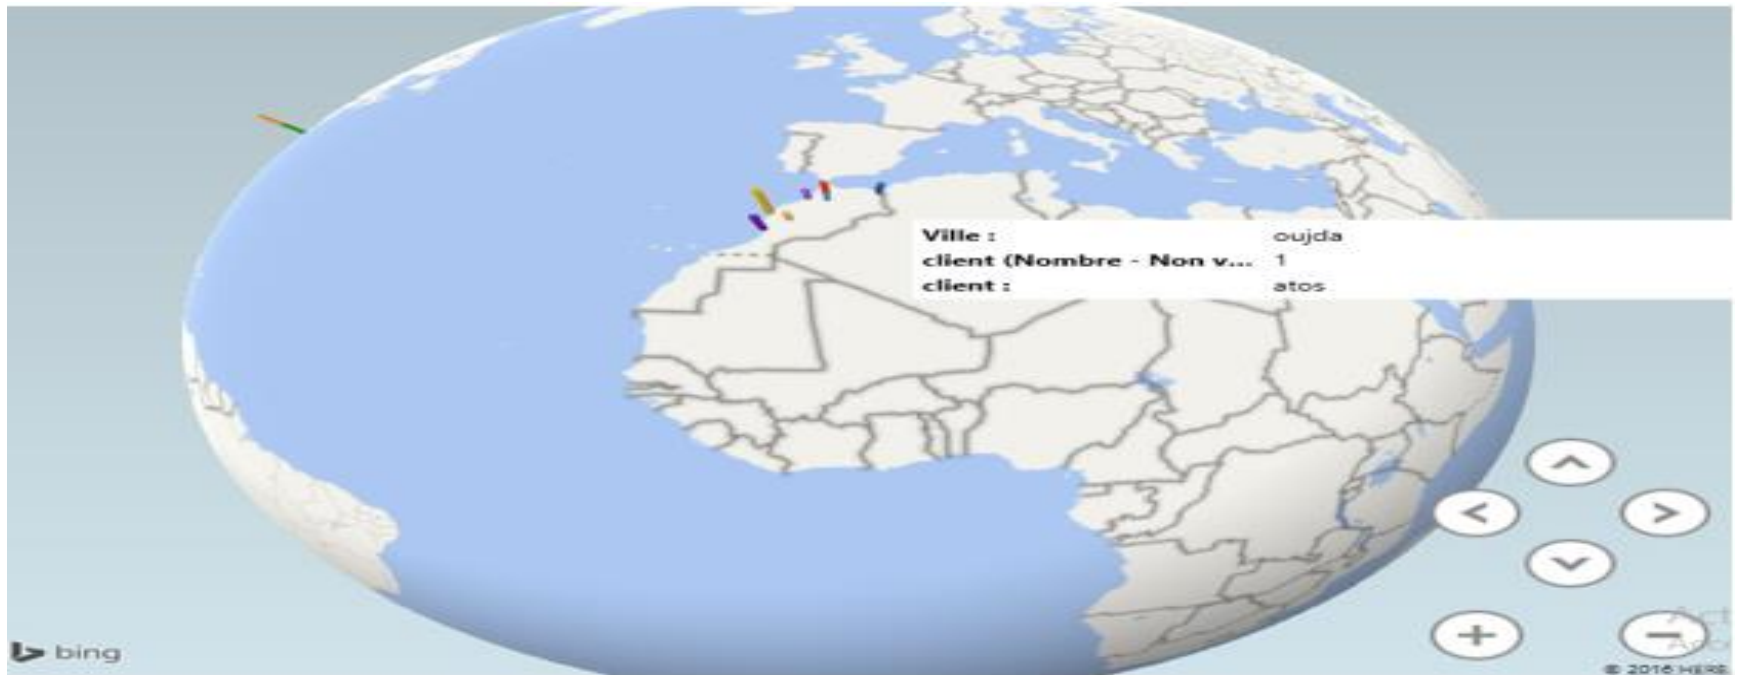 Ville : oujda
client (Nombre - Non v... 1
client : atos
bing
© 2016 HERE